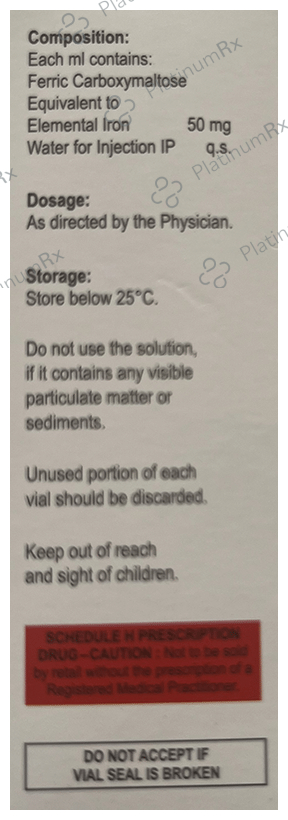 Composition:
Each ml contains:
Ferric Carboxymaltose
Equivalent to
Elemental Iron 50 mg
Water for Injection IP q.s.
Dosage:
As directed by the Physician.
Storage:
Store below 25°C.
Do not use the solution,
if it contains any visible
particulate matter or
sediments.
Unused portion of each
vial should be discarded.
Keep out of reach
and sight of children.
SCHEDULE H PRESCRIPTION
DRUG - CAUTION : Not to be sold
by retail without the prescription of a
Registered Medical Practitioner.
DO NOT ACCEPT IF
VIAL SEAL IS BROKEN
PlatinumRx
PlatinumRx
PlatinumRx